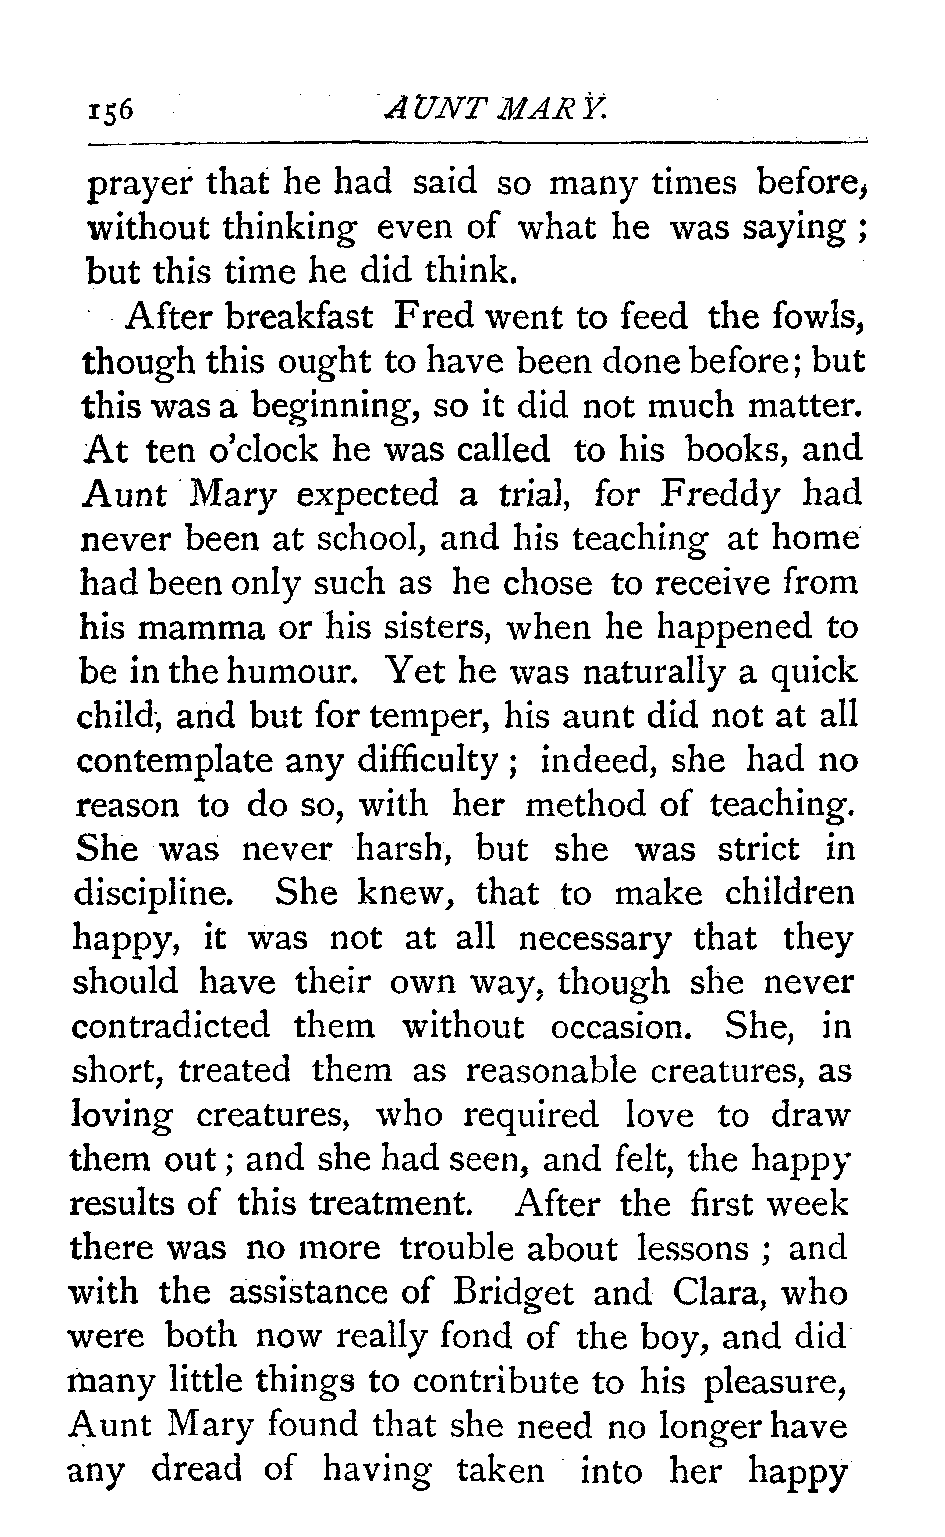 156 AUNT MARY.
prayer that he had said so many times before,
without thinking even of what he was saying ;
but this time he did think.
After breakfast Fred went to feed the fowls,
though this ought to have been done before; but
this was a beginning, so it did not much matter.
At ten o'clock he was called to his books, and
Aunt Mary expected a trial, for Freddy had
never been at school, and his teaching at home
had been only such as he chose to receive from
his mamma or his sisters, when he happened to
be in the humour. Yet he was naturally a quick
child, and but for temper, his aunt did not at all
contemplate any difficulty ; indeed, she had no
reason to do so, with her method of teaching.
She was never harsh, but she was strict in
discipline. She knew, that to make children
happy, it was not at all necessary that they
should have their own way, though she never
contradicted them without occasion. She, in
short, treated them as reasonable creatures, as
loving creatures, who required love to draw
them out ; and she had seen, and felt, the happy
results of this treatment. After the first week
there was no more trouble about lessons ; and
with the assistance of Bridget and Clara, who
were both now really fond of the boy, and did
many little things to contribute to his pleasure,
Aunt Mary found that she need no longer have
any dread of having taken into her happy